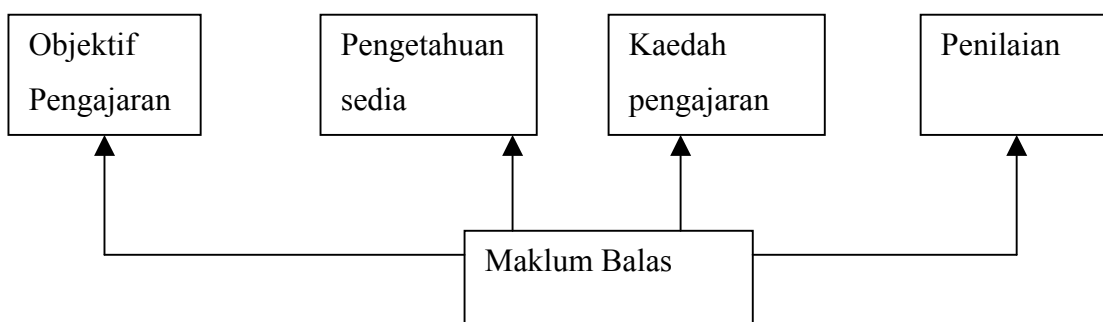 Objektif
Pengajaran
Pengetahuan
sedia
Kaedah
pengajaran
Penilaian
Maklum Balas